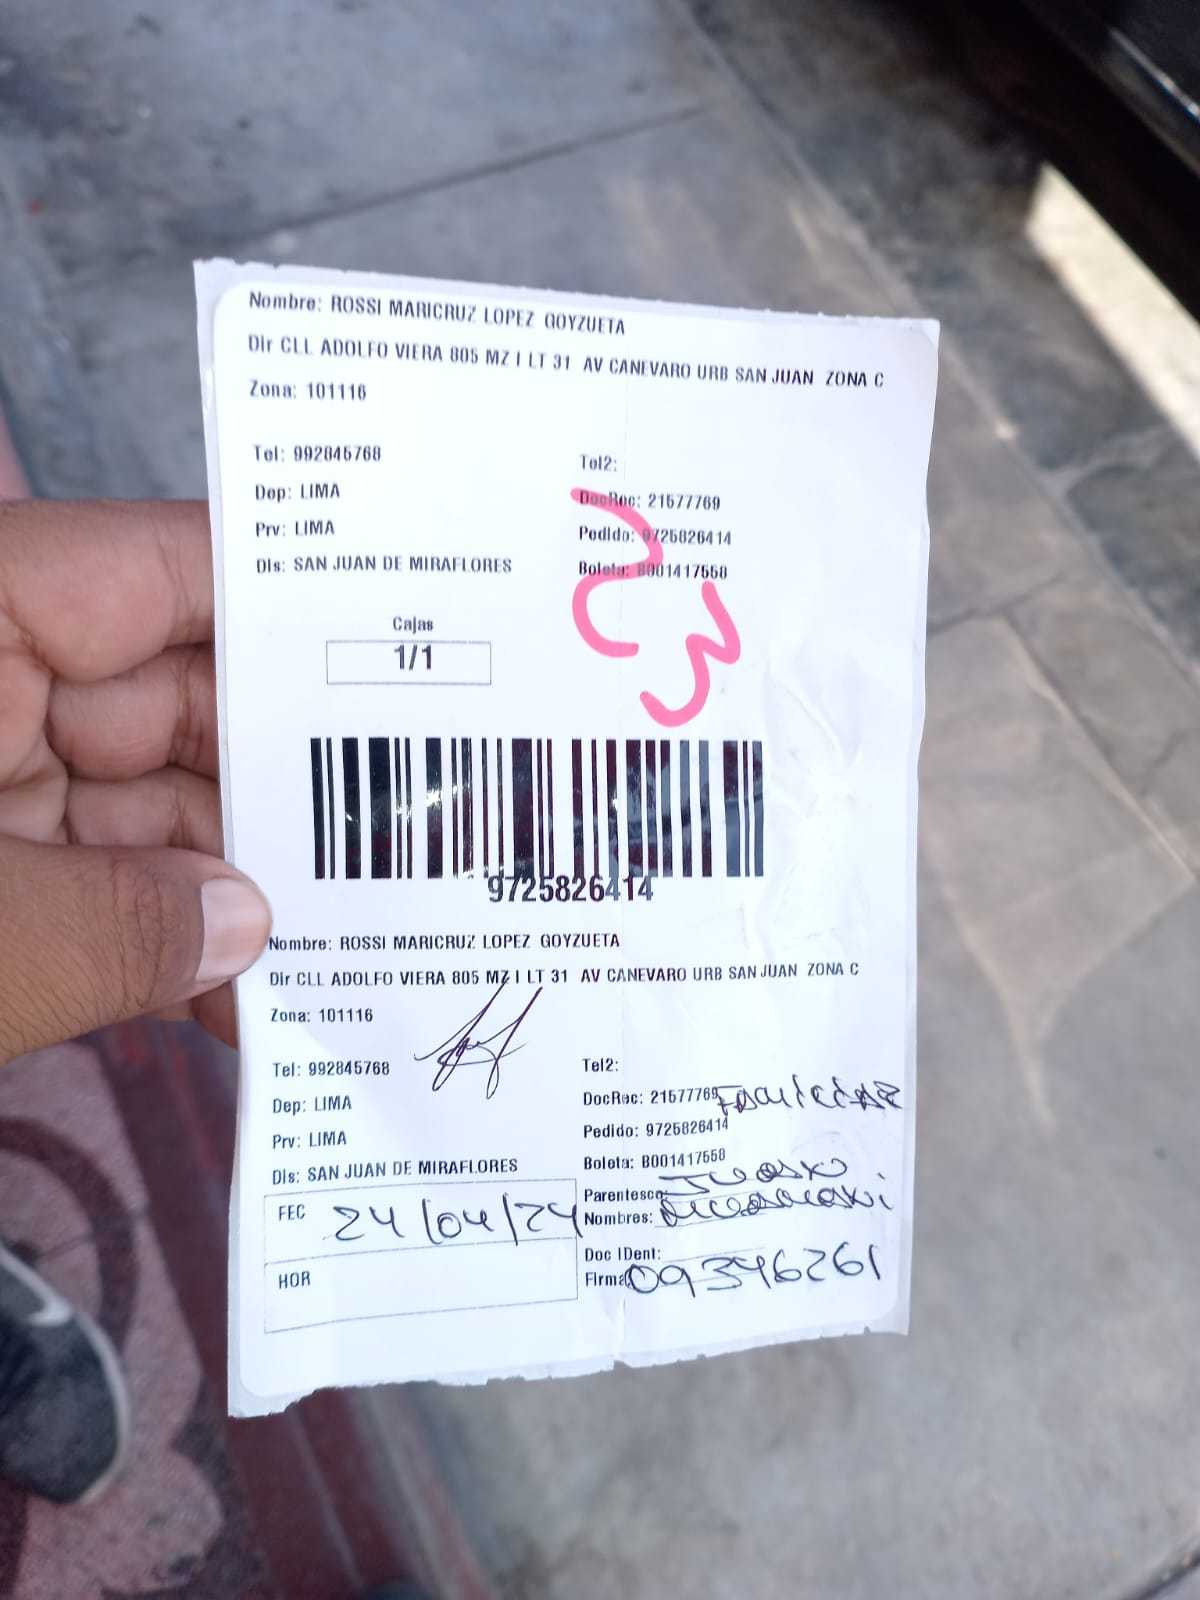 Nombre: ROSSI MARICRUZ LOPEZ GOYZUETA
Dir CLL ADOLFO VIERA 805 MZ I LT 31 AV CANEVARO URB SAN JUAN ZONA C
Zona: 101116
Tel: 992845768 Tel2:
Dep: LIMA DocRec: 21577769
Prv: LIMA Pedido: 9725826414
Dis: SAN JUAN DE MIRAFLORES Boleta: B001417558
23
Cajas
1/1
9725826414
Nombre: ROSSI MARICRUZ LOPEZ GOYZUETA
Dir CLL ADOLFO VIERA 805 MZ I LT 31 AV CANEVARO URB SAN JUAN ZONA C
Zona: 101116
Tel: 992845768 Tel2:
Dep: LIMA DocRec: 21577769
Prv: LIMA Pedido: 9725826414
Dis: SAN JUAN DE MIRAFLORES Boleta: B001417558
Parentesco:
FEC 24/04/24 Nombres:
Doc IDent:
HOR Firma: 09346261